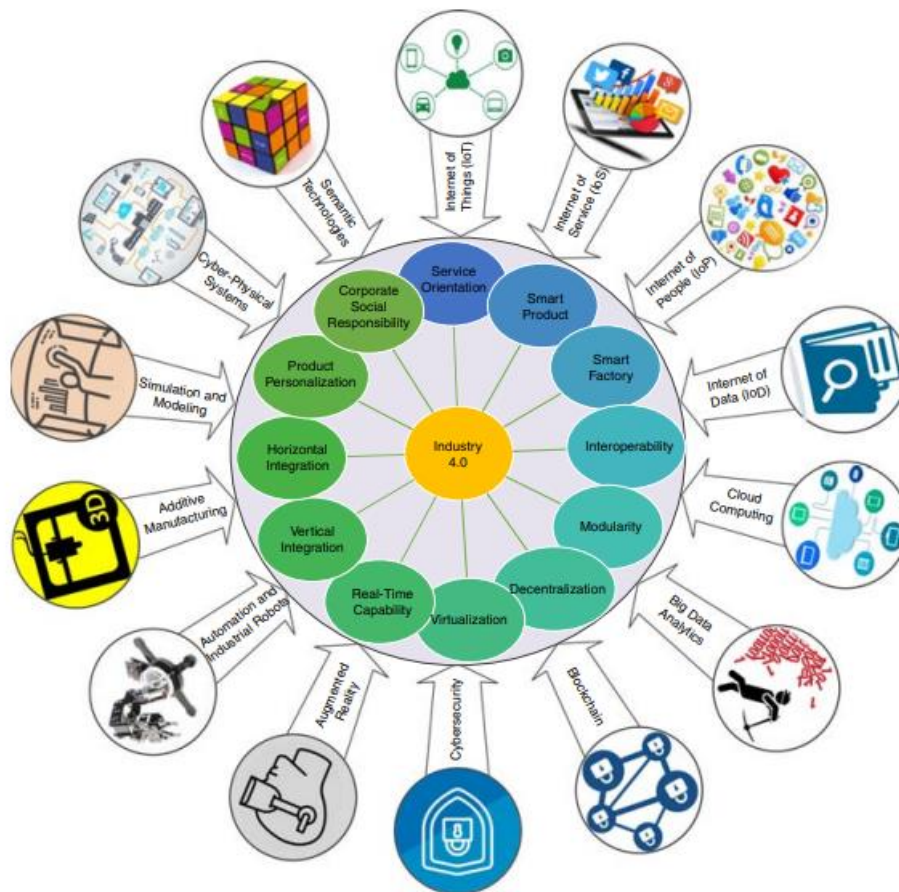 Internet of
Things (IoT)
Internet of
Service (IoS)
Internet of
People (IoP)
Internet of
Data (IoD)
Cloud
Computing
Big Data
Analytics
Blockchain
Cybersecurity
Augmented
Reality
Automation and
Industrial Robots
Additive
Manufacturing
3D
Simulation and
Modeling
Cyber-Physical
Systems
Semantic
Technologies
Service
Orientation
Smart
Product
Smart
Factory
Interoperability
Modularity
Decentralization
Virtualization
Real-Time
Capability
Vertical
Integration
Horizontal
Integration
Product
Personalization
Corporate
Social
Responsibility
Industry
4.0